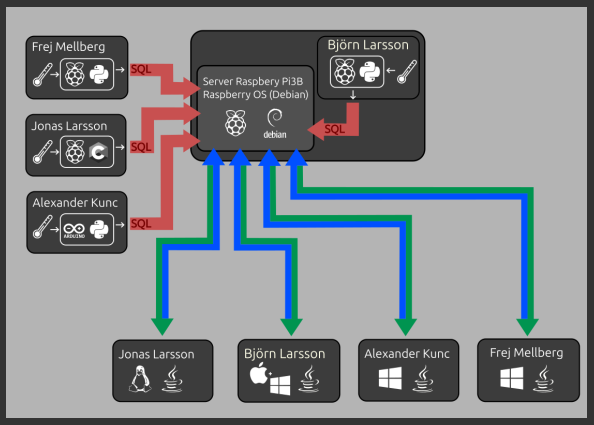 Frej Mellberg
SQL
Jonas Larsson
C
SQL
Alexander Kunc
ARDUINO
SQL
Server Raspbery Pi3B
Raspberry OS (Debian)
debian
Björn Larsson
SQL
Jonas Larsson
Björn Larsson
Alexander Kunc
Frej Mellberg